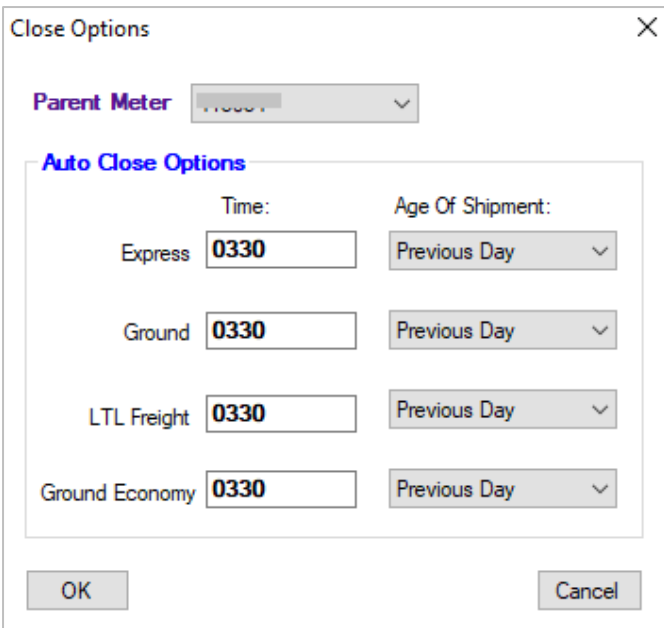 Close Options
Parent Meter
Auto Close Options
Time: Age Of Shipment:
Express 0330 Previous Day
Ground 0330 Previous Day
LTL Freight 0330 Previous Day
Ground Economy 0330 Previous Day
OK Cancel